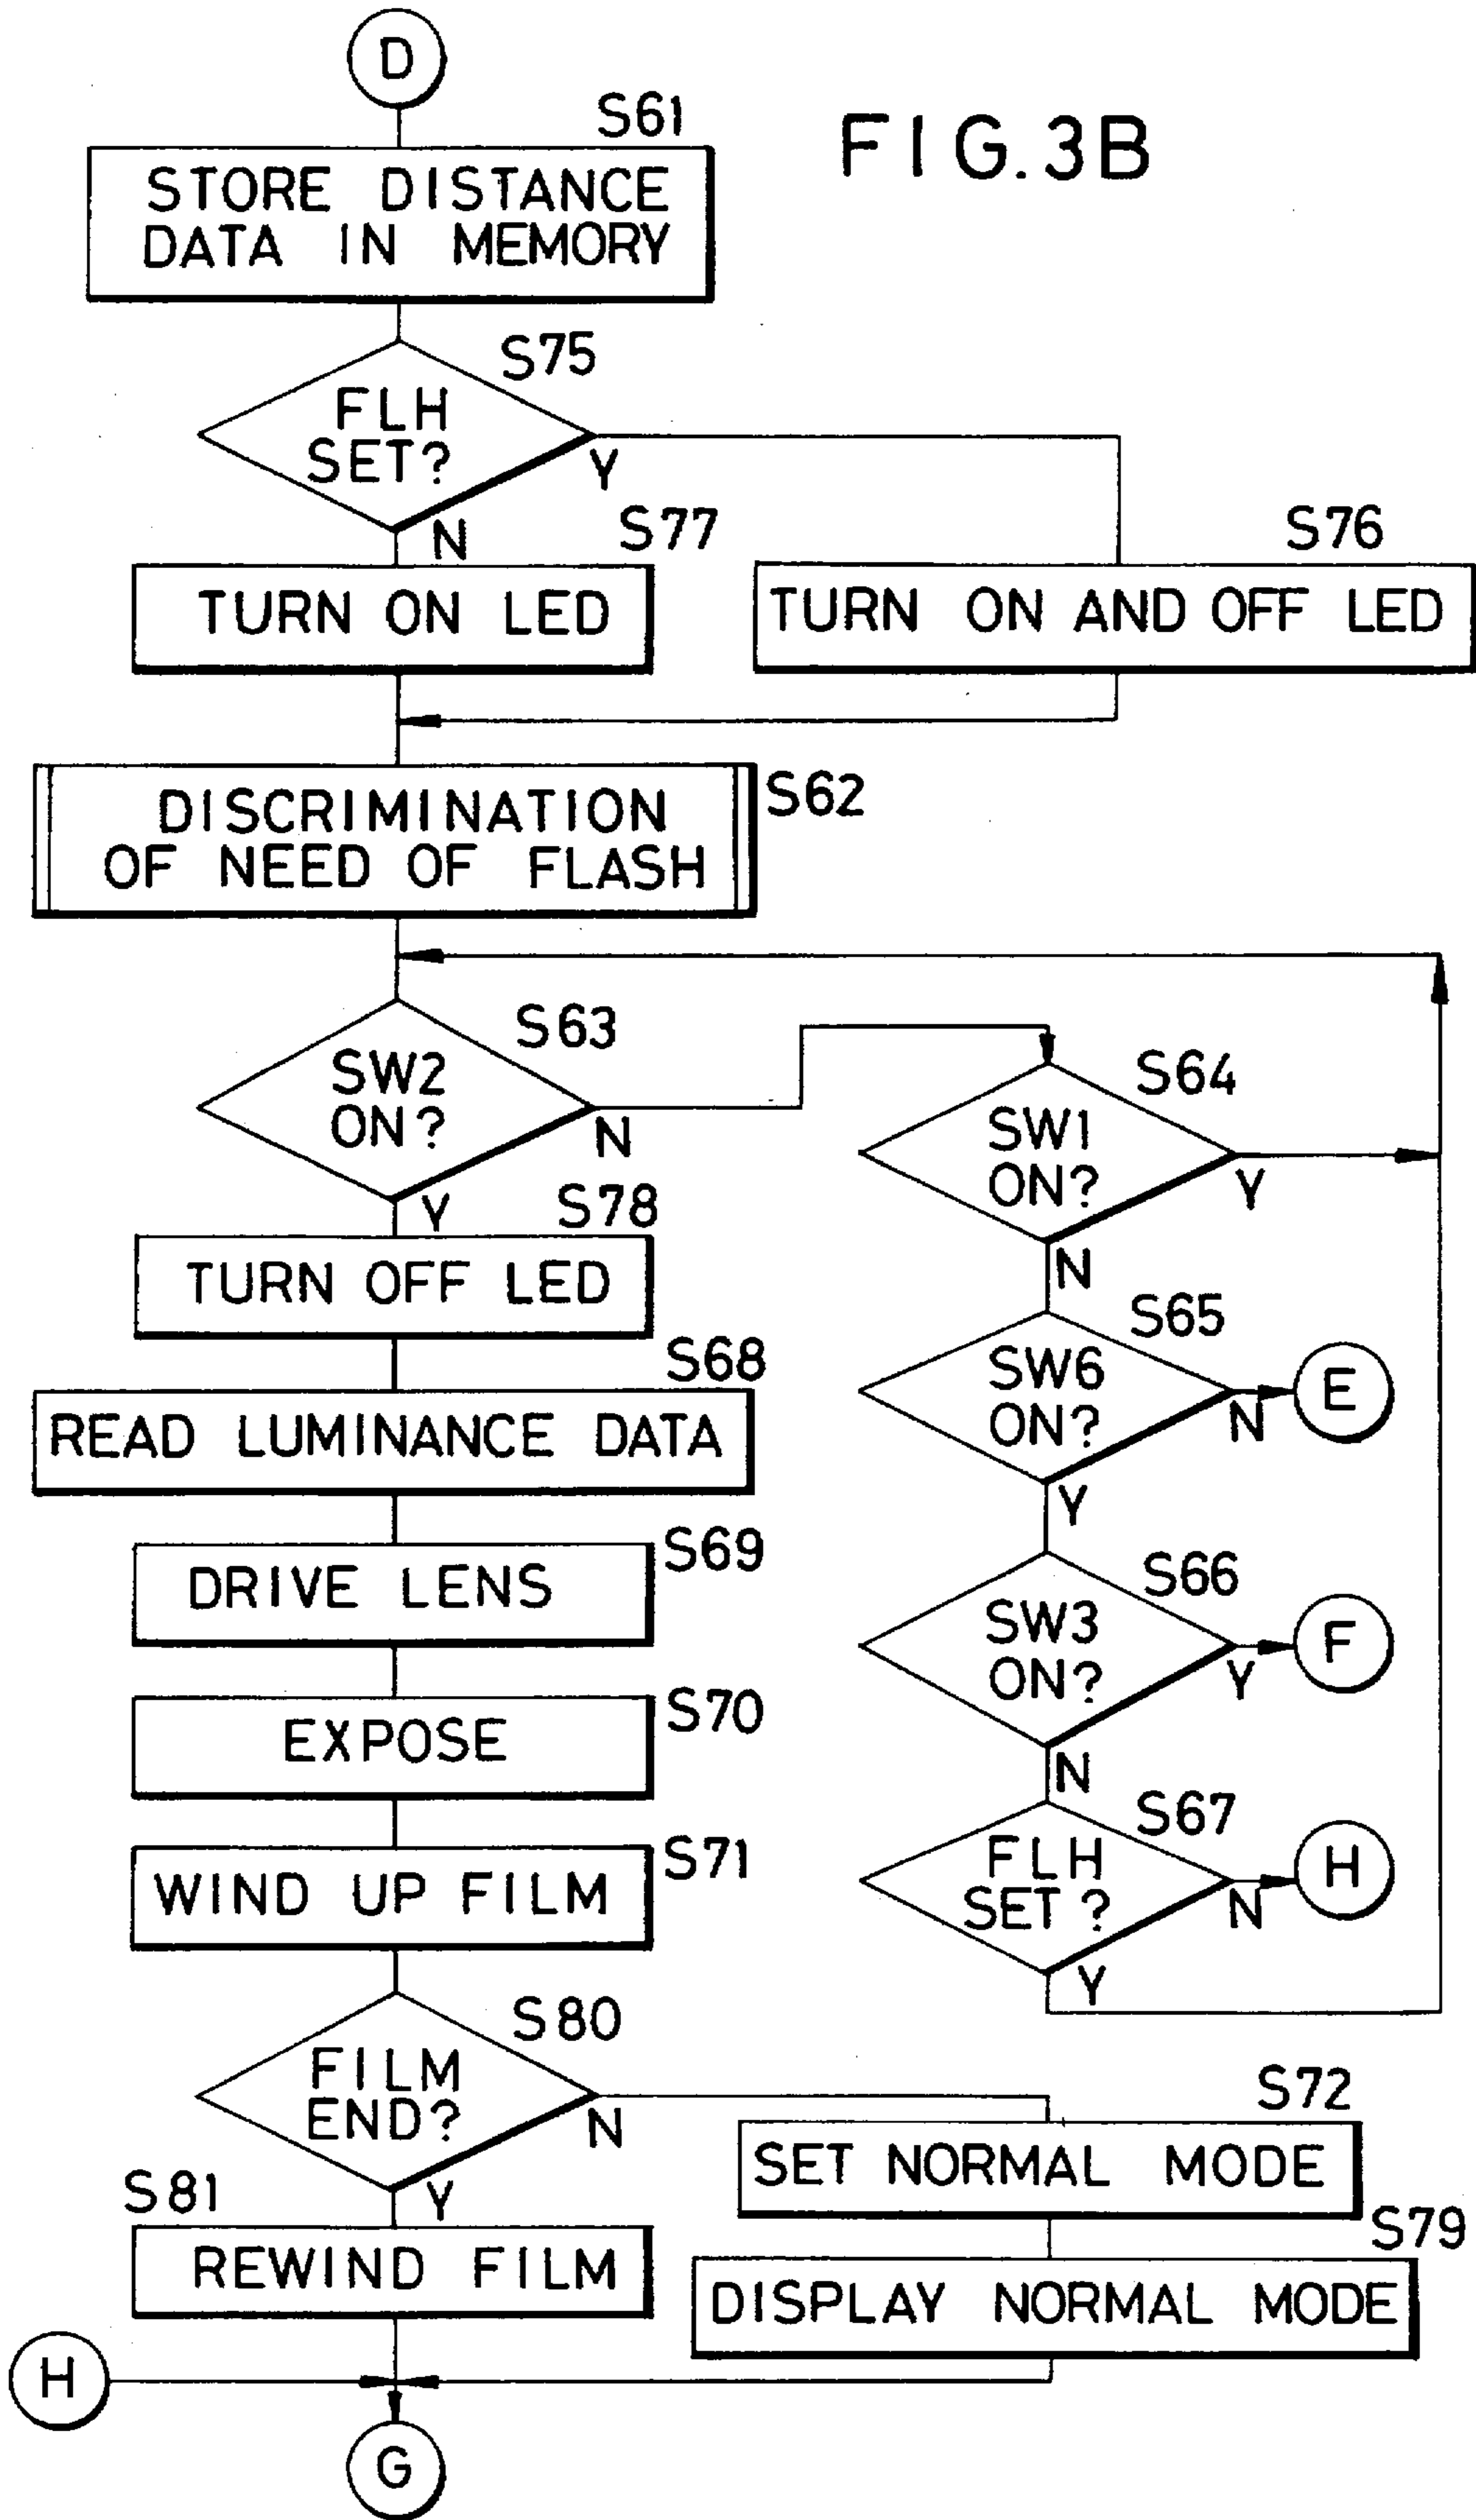 D
FIG.3B
S61
STORE DISTANCE
DATA IN MEMORY
S75
FLH
SET?
Y
N
S77
TURN ON LED
S76
TURN ON AND OFF LED
DISCRIMINATION
OF NEED OF FLASH
S62
S63
SW2
ON?
N
Y
S64
SW1
ON?
Y
N
S78
TURN OFF LED
S65
SW6
ON?
N
E
Y
S68
READ LUMINANCE DATA
S69
DRIVE LENS
S66
SW3
ON?
Y
F
N
S70
EXPOSE
S67
FLH
SET?
N
H
Y
S71
WIND UP FILM
S80
FILM
END?
N
Y
S72
SET NORMAL MODE
S81
REWIND FILM
S79
DISPLAY NORMAL MODE
H
G